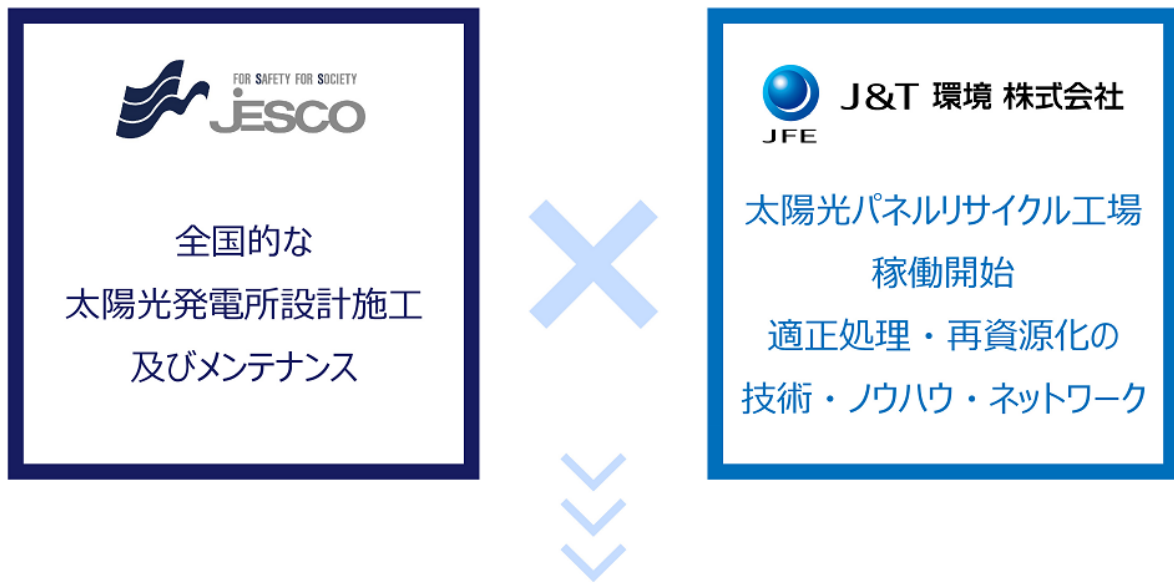 FOR SAFETY FOR SOCIETY
JESCO
全国的な
太陽光発電所設計施工
及びメンテナンス
JFE
J&T 環境 株式会社
太陽光パネルリサイクル工場
稼働開始
適正処理・再資源化の
技術・ノウハウ・ネットワーク